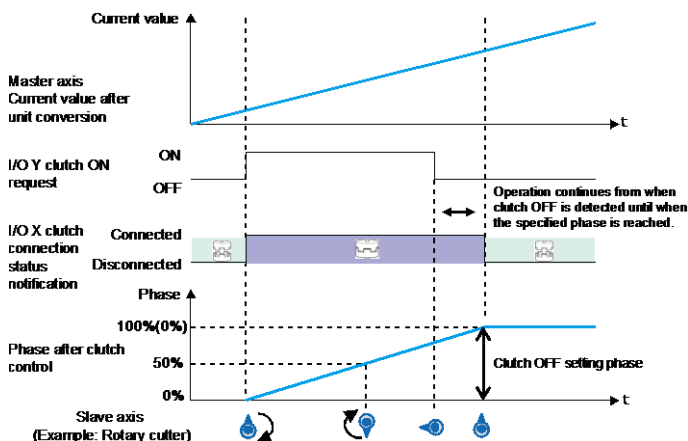 Current value
Master axis
Current value after
unit conversion
t
I/O Y clutch ON
request
ON
OFF
Operation continues from when
clutch OFF is detected until when
the specified phase is reached.
I/O X clutch
connection
status
notification
Connected
Disconnected
Phase
100%(0%)
Phase after clutch
control
50%
Clutch OFF setting phase
0%
t
Slave axis
(Example: Rotary cutter)